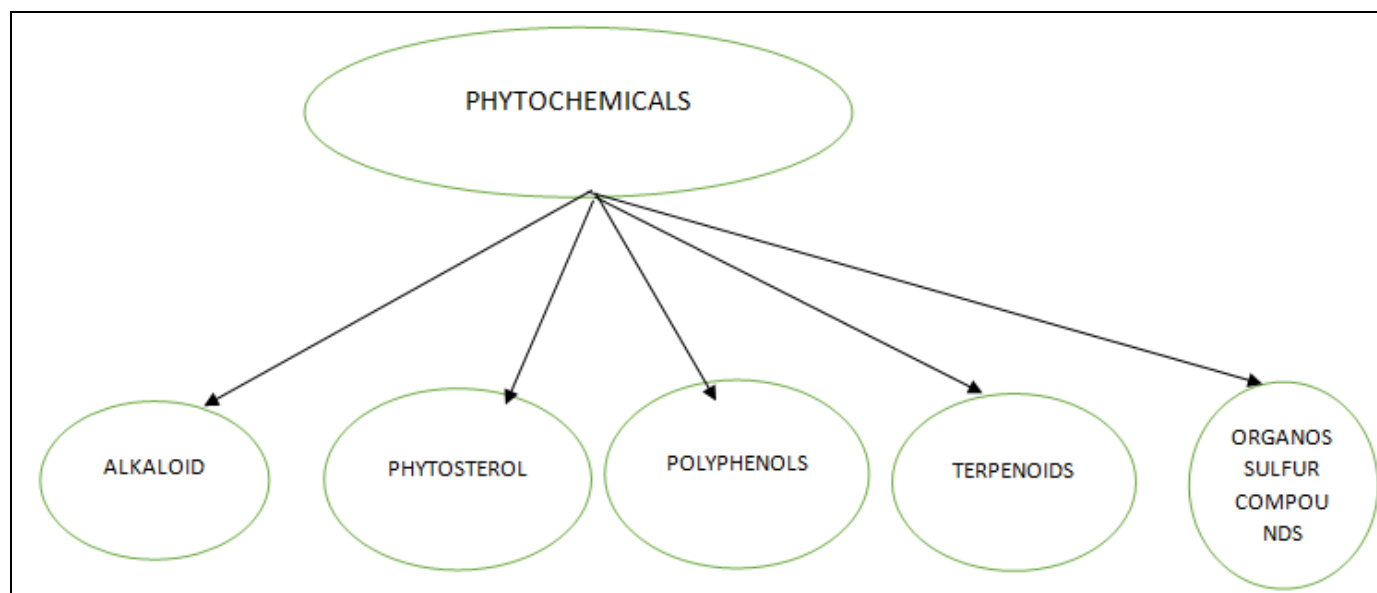 PHYTOCHEMICALS
ALKALOID
PHYTOSTEROL
POLYPHENOLS
TERPENOIDS
ORGANOS
SULFUR
COMPOU
NDS